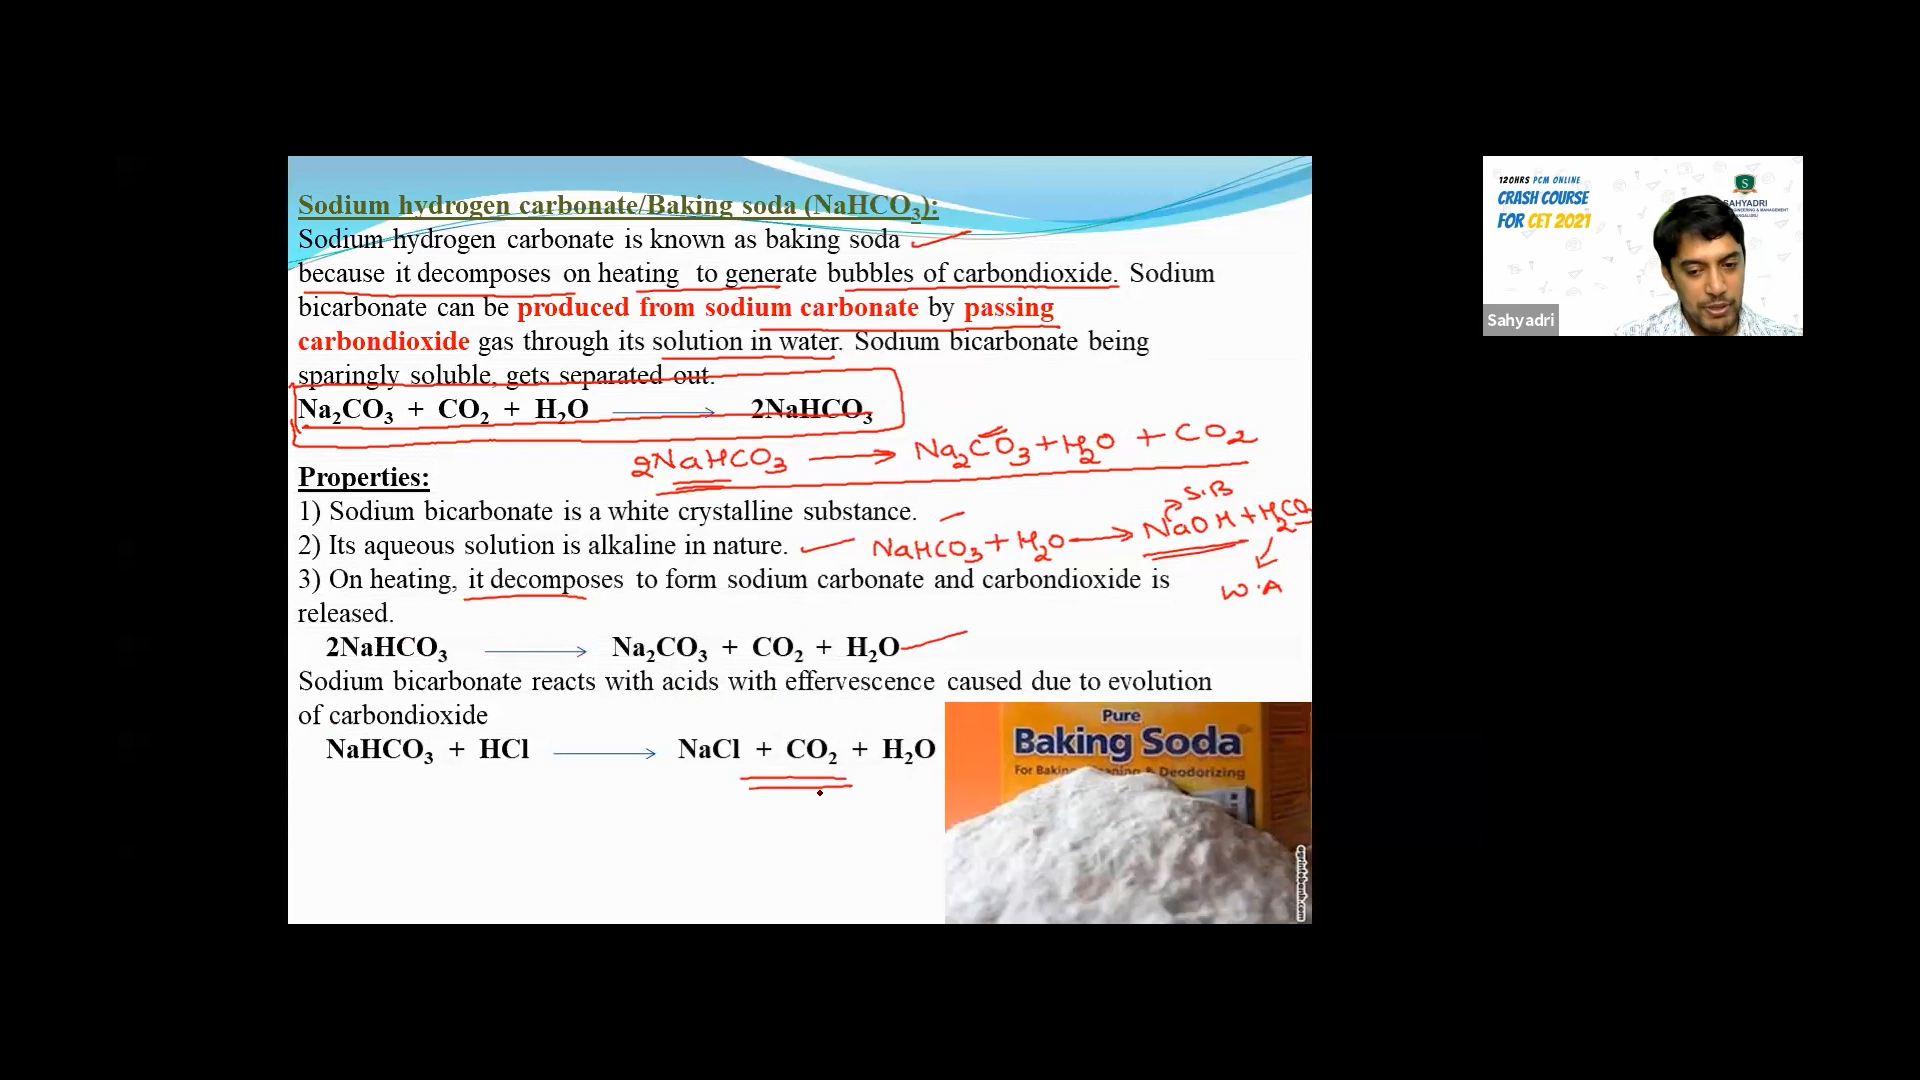 Sodium hydrogen carbonate/Baking soda (NaHCO₃):
Sodium hydrogen carbonate is known as baking soda
because it decomposes on heating to generate bubbles of carbondioxide. Sodium
bicarbonate can be produced from sodium carbonate by passing
carbondioxide gas through its solution in water. Sodium bicarbonate being
sparingly soluble, gets separated out.
Na₂CO₃ + CO₂ + H₂O → 2NaHCO₃
2NaHCO₃ → Na₂CO₃ + H₂O + CO₂
Properties:
1) Sodium bicarbonate is a white crystalline substance.
S.B
2) Its aqueous solution is alkaline in nature.
NaHCO₃ + H₂O → NaOH + H₂CO₃
W.A
3) On heating, it decomposes to form sodium carbonate and carbondioxide is
released.
2NaHCO₃ → Na₂CO₃ + CO₂ + H₂O
Sodium bicarbonate reacts with acids with effervescence caused due to evolution
of carbondioxide
NaHCO₃ + HCl → NaCl + CO₂ + H₂O
Pure
Baking Soda
For Baking & Deodorizing
120HRS PCM ONLINE
CRASH COURSE
FOR CET 2021
S
SAHYADRI
ENGINEERING & MANAGEMENT
Sahyadri